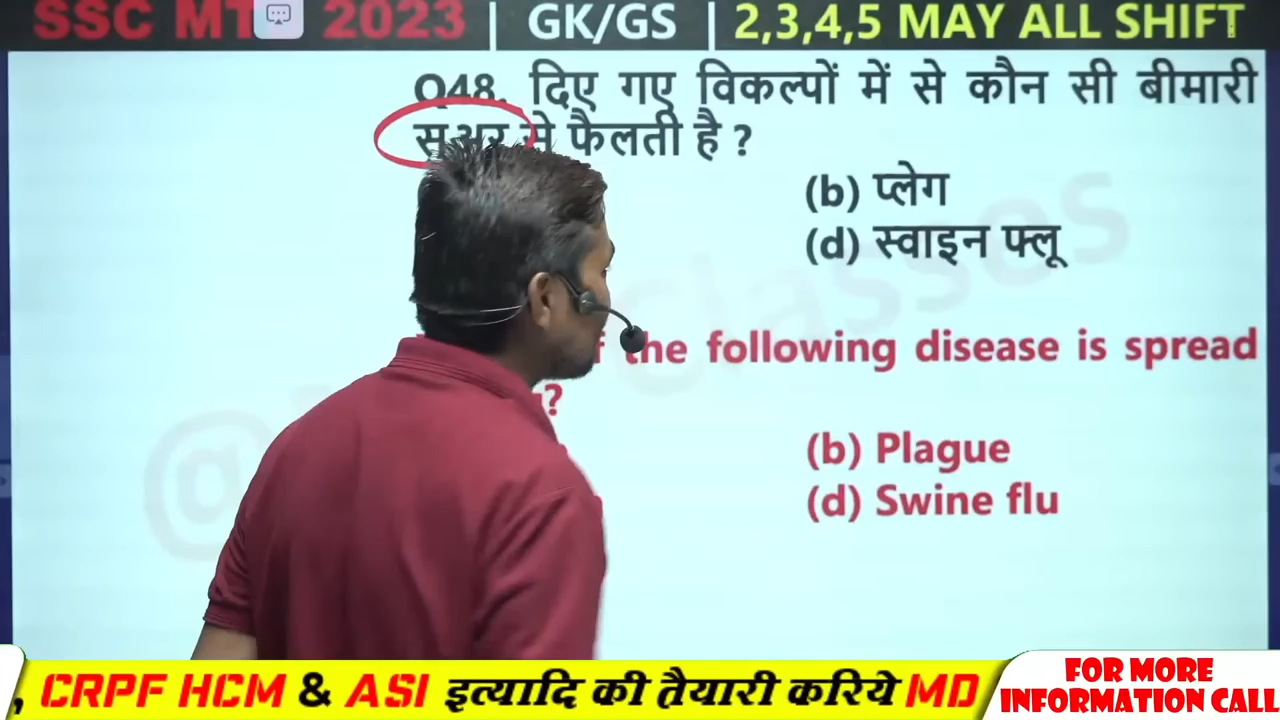 SSC MT 2023 | GK/GS | 2,3,4,5 MAY ALL SHIFT
Q48. दिए गए विकल्पों में से कौन सी बीमारी
सूअर से फैलती है ?
(b) प्लेग
(d) स्वाइन फ्लू
the following disease is spread
?
(b) Plague
(d) Swine flu
, CRPF HCM & ASI इत्यादि की तैयारी करिये MD
FOR MORE
INFORMATION CALL